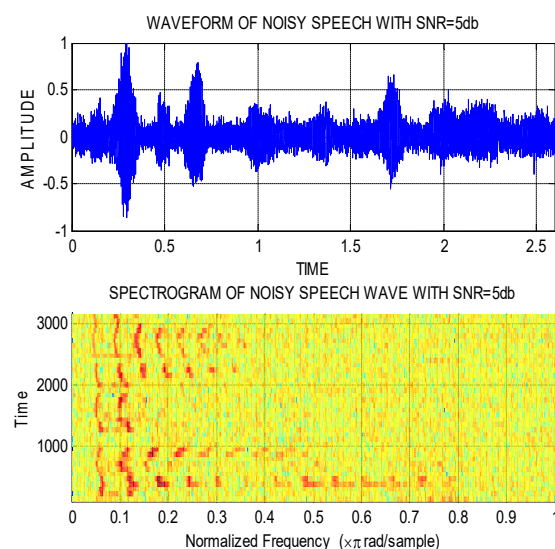 WAVEFORM OF NOISY SPEECH WITH SNR=5db
1
0.5
0
-0.5
-1
AMPLITUDE
0 0.5 1 1.5 2 2.5
TIME
SPECTROGRAM OF NOISY SPEECH WAVE WITH SNR=5db
3000
2000
1000
Time
0 0.1 0.2 0.3 0.4 0.5 0.6 0.7 0.8 0.9 1
Normalized Frequency (×π rad/sample)